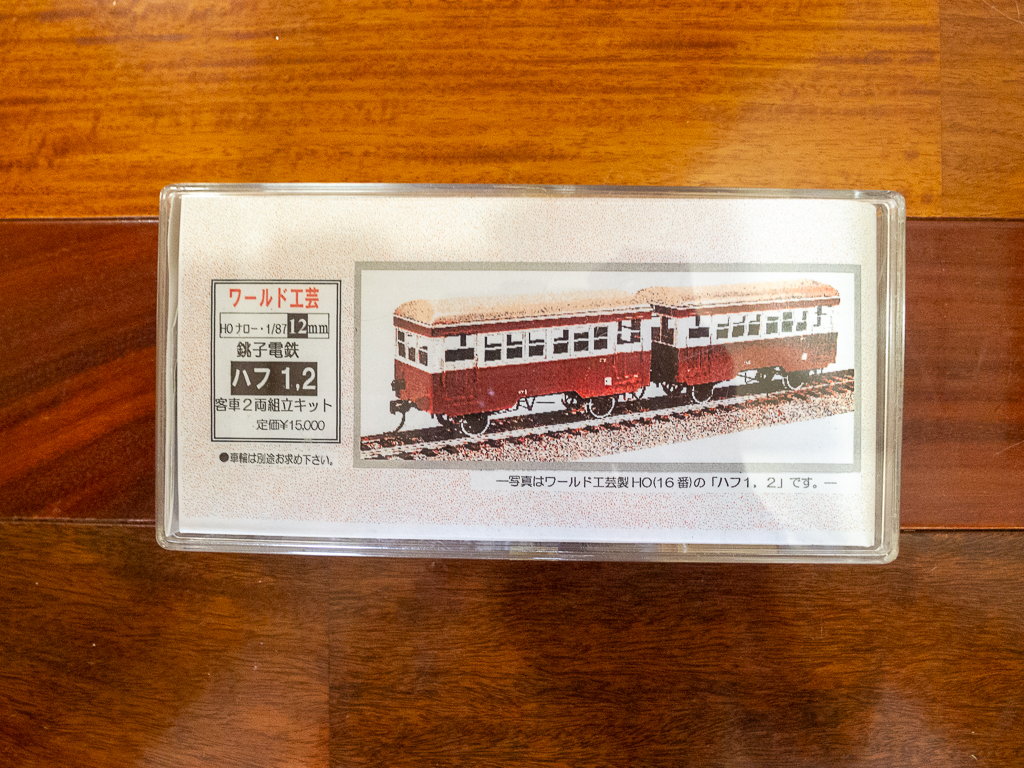 ワールド工芸
HOナロー・1/87 12mm
銚子電鉄
ハフ 1,2
客車2両組立キット
定価¥15,000
●車輪は別途お求め下さい。
―写真はワールド工芸製HO(16番)の「ハフ1，2」です。―